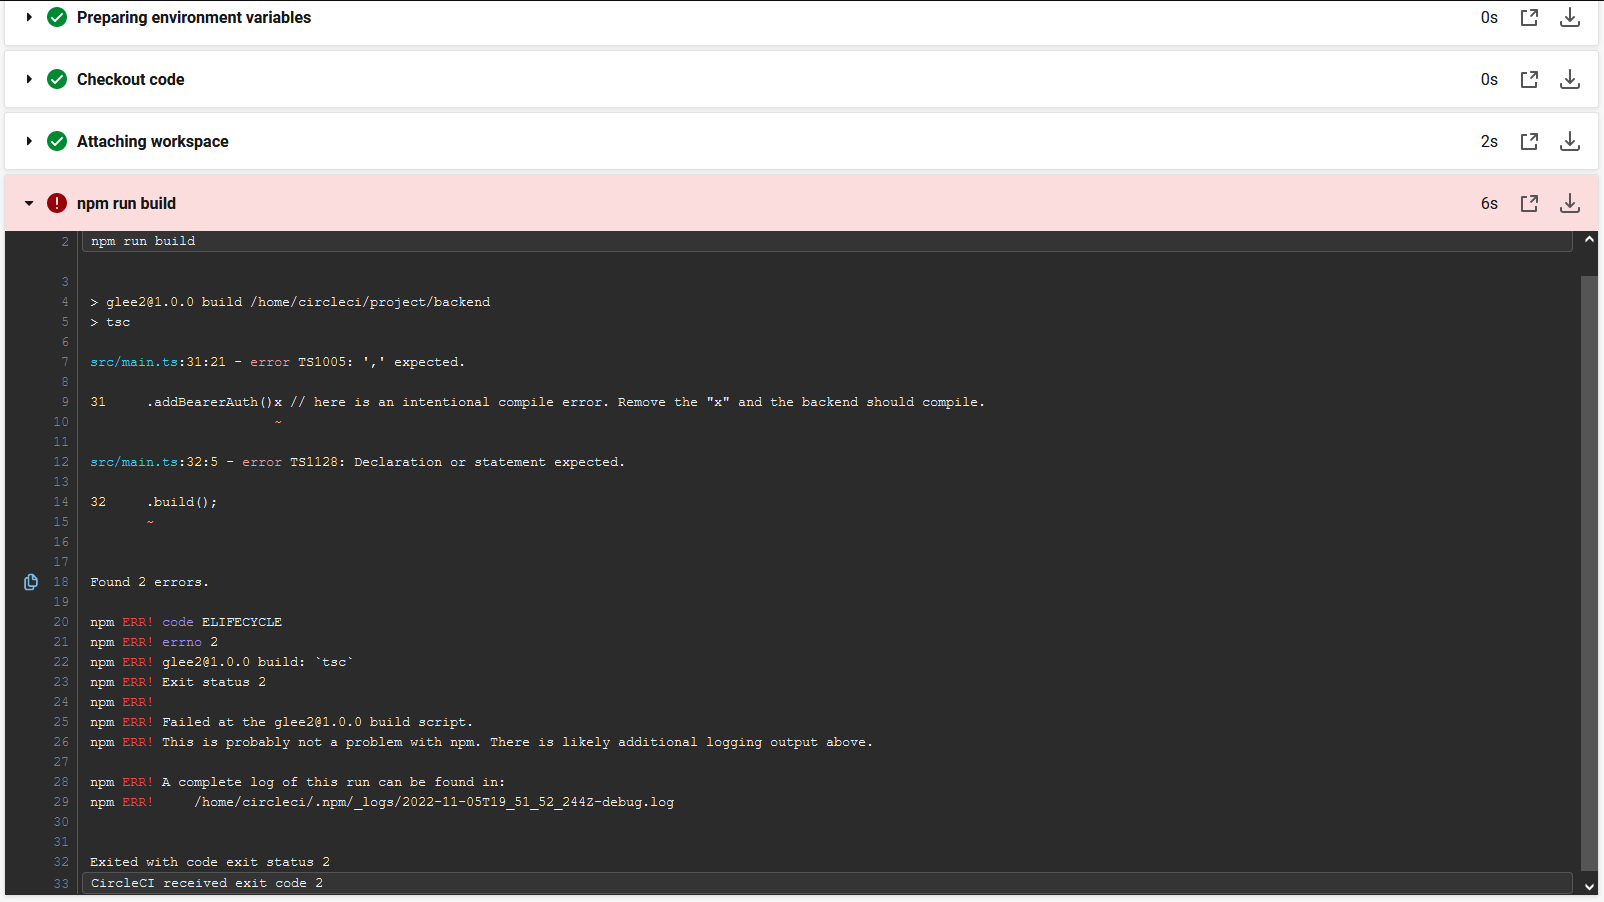 Preparing environment variables 0s
Checkout code 0s
Attaching workspace 2s
npm run build 6s
2 npm run build
3
4 > glee2@1.0.0 build /home/circleci/project/backend
5 > tsc
6
7 src/main.ts:31:21 - error TS1005: ',' expected.
8
9 31     .addBearerAuth()x // here is an intentional compile error. Remove the "x" and the backend should compile.
10 ~
11
12 src/main.ts:32:5 - error TS1128: Declaration or statement expected.
13
14 32     .build();
15 ~
16
17
18 Found 2 errors.
19
20 npm ERR! code ELIFECYCLE
21 npm ERR! errno 2
22 npm ERR! glee2@1.0.0 build: `tsc`
23 npm ERR! Exit status 2
24 npm ERR!
25 npm ERR! Failed at the glee2@1.0.0 build script.
26 npm ERR! This is probably not a problem with npm. There is likely additional logging output above.
27
28 npm ERR! A complete log of this run can be found in:
29 npm ERR!     /home/circleci/.npm/_logs/2022-11-05T19_51_52_244Z-debug.log
30
31
32 Exited with code exit status 2
33 CircleCI received exit code 2